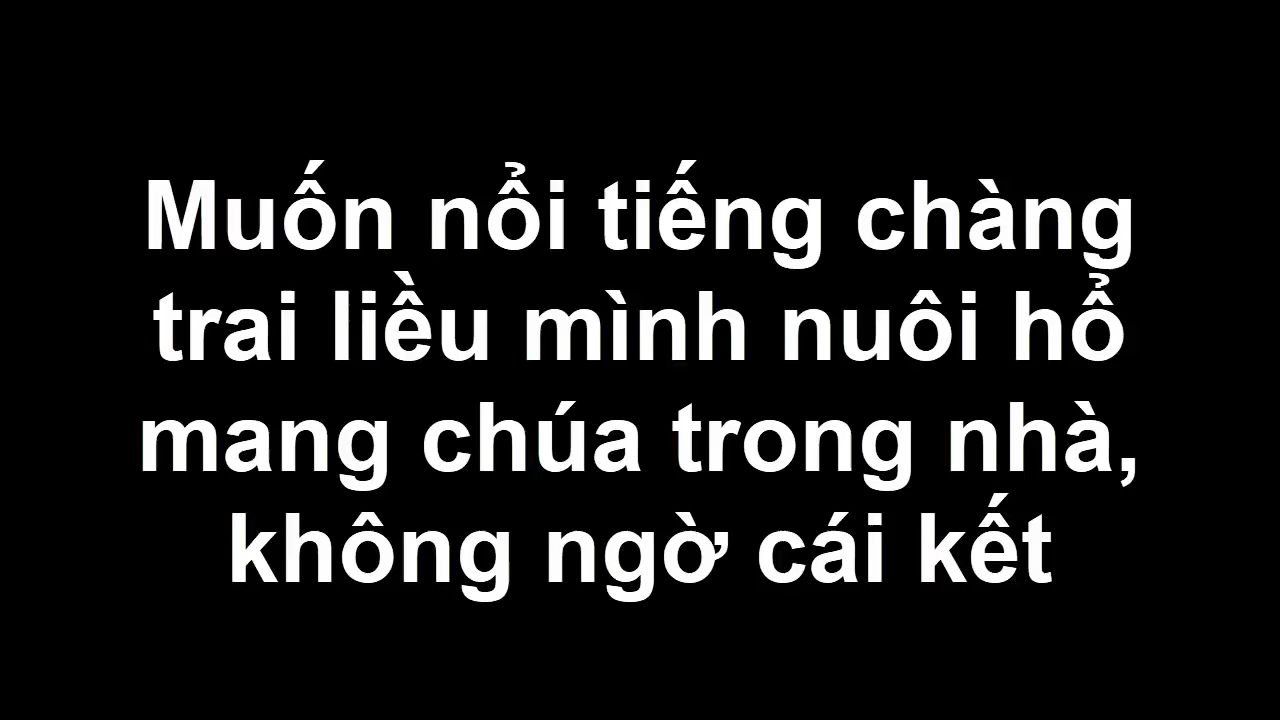 Muốn nổi tiếng chàng
trai liều mình nuôi hổ
mang chúa trong nhà,
không ngờ cái kết